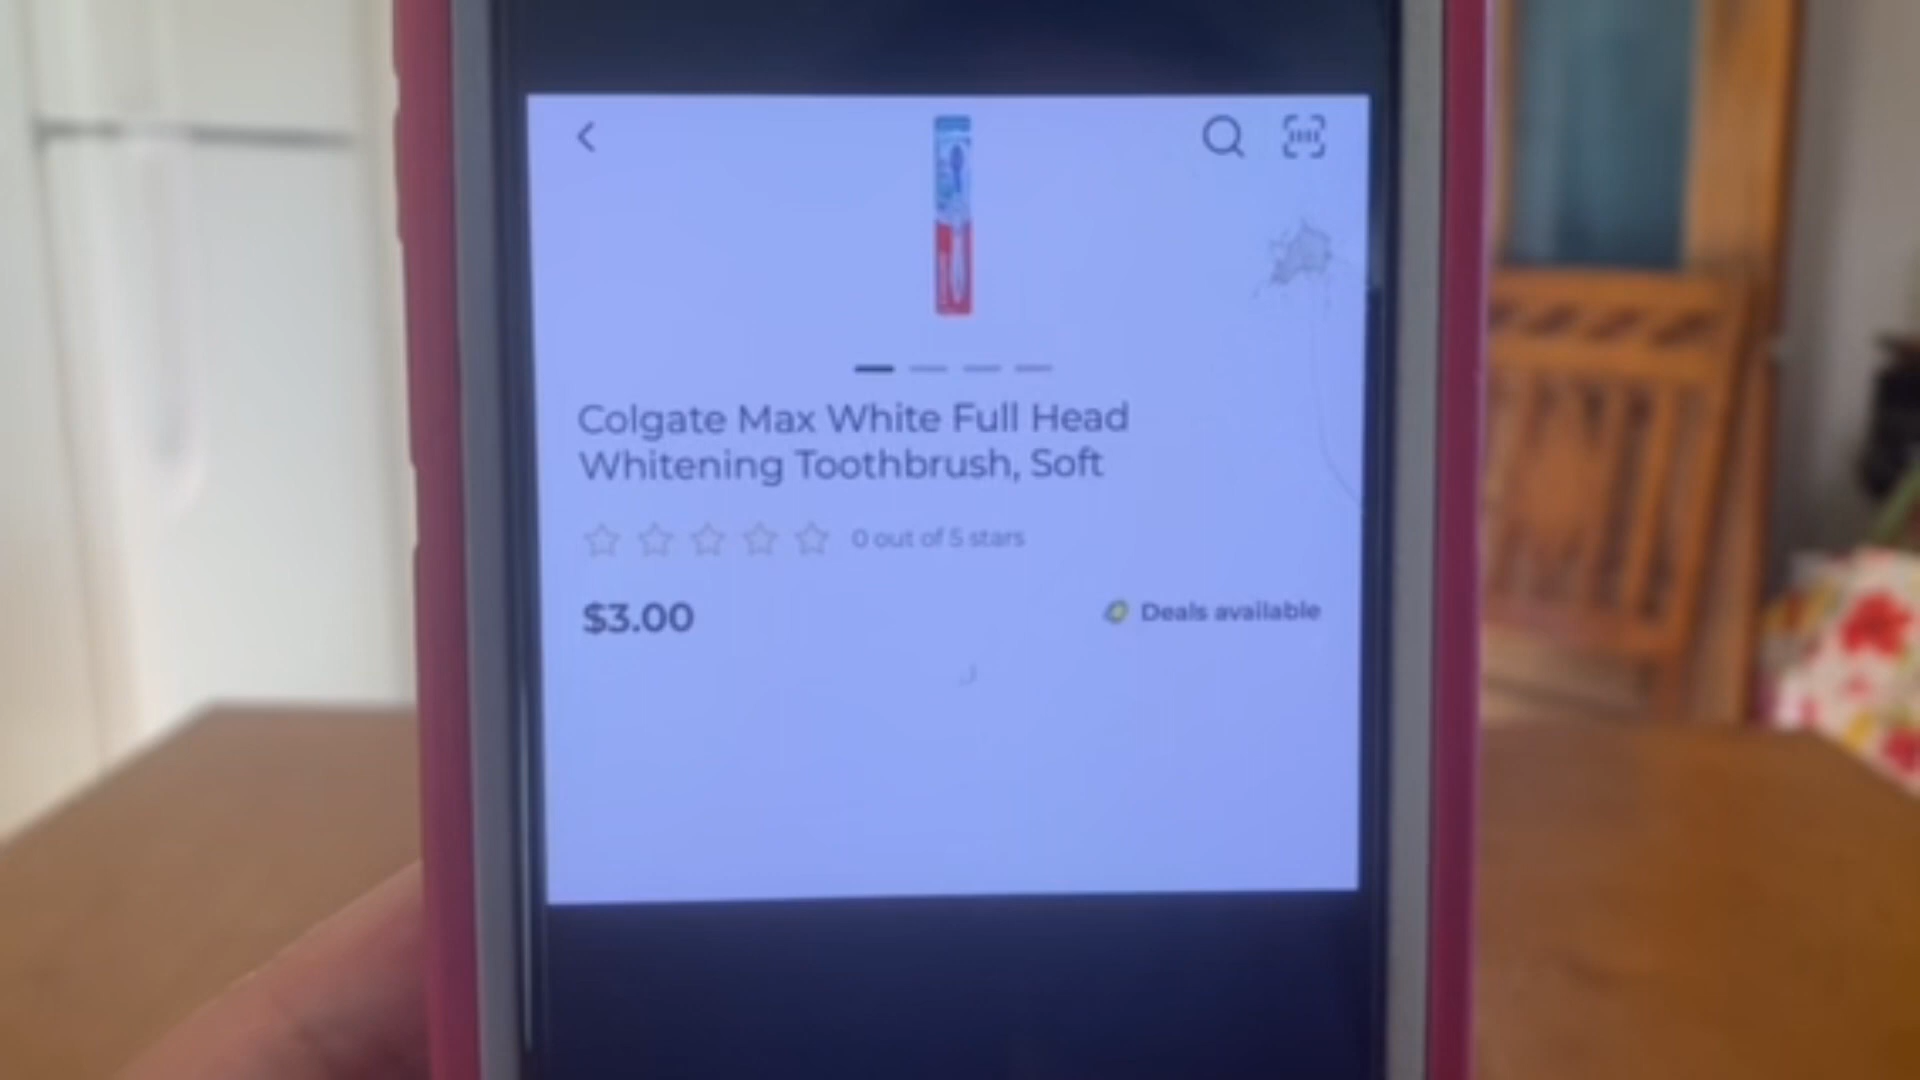 Colgate Max White Full Head
Whitening Toothbrush, Soft
0 out of 5 stars
$3.00
Deals available